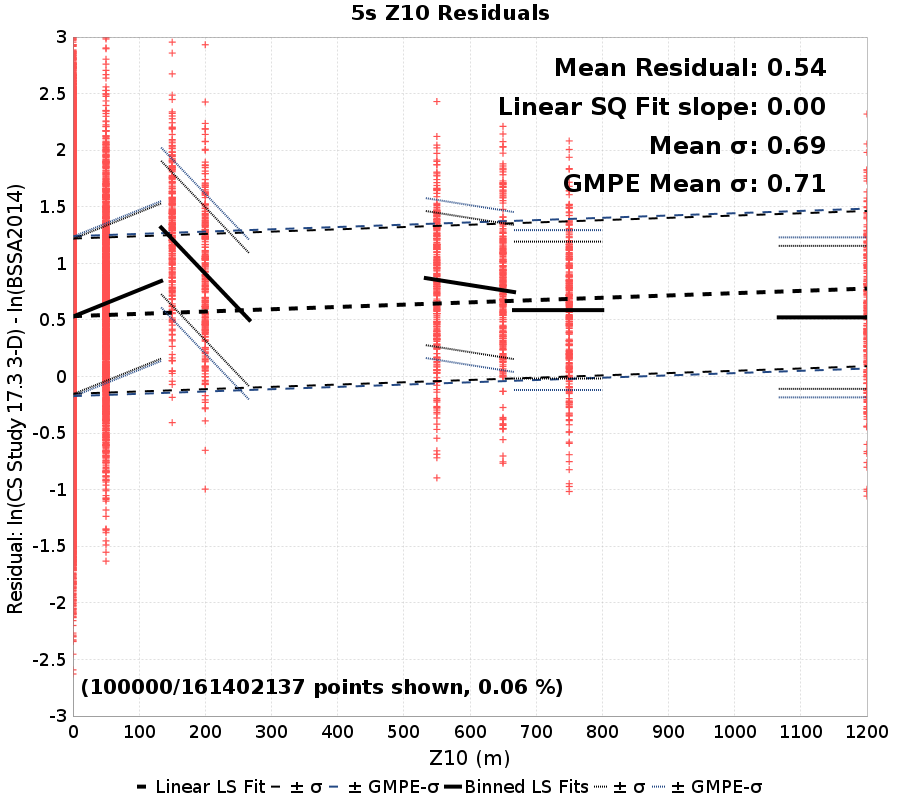 5s Z10 Residuals
Mean Residual: 0.54
Linear SQ Fit slope: 0.00
Mean σ: 0.69
GMPE Mean σ: 0.71
Residual: ln(CS Study 17.3 3-D) - ln(BSSA2014)
3
2.5
2
1.5
1
0.5
0
-0.5
-1
-1.5
-2
-2.5
-3
(100000/161402137 points shown, 0.06 %)
0 100 200 300 400 500 600 700 800 900 1000 1100 1200
Z10 (m)
Linear LS Fit ± σ ± GMPE-σ Binned LS Fits ± σ ± GMPE-σ